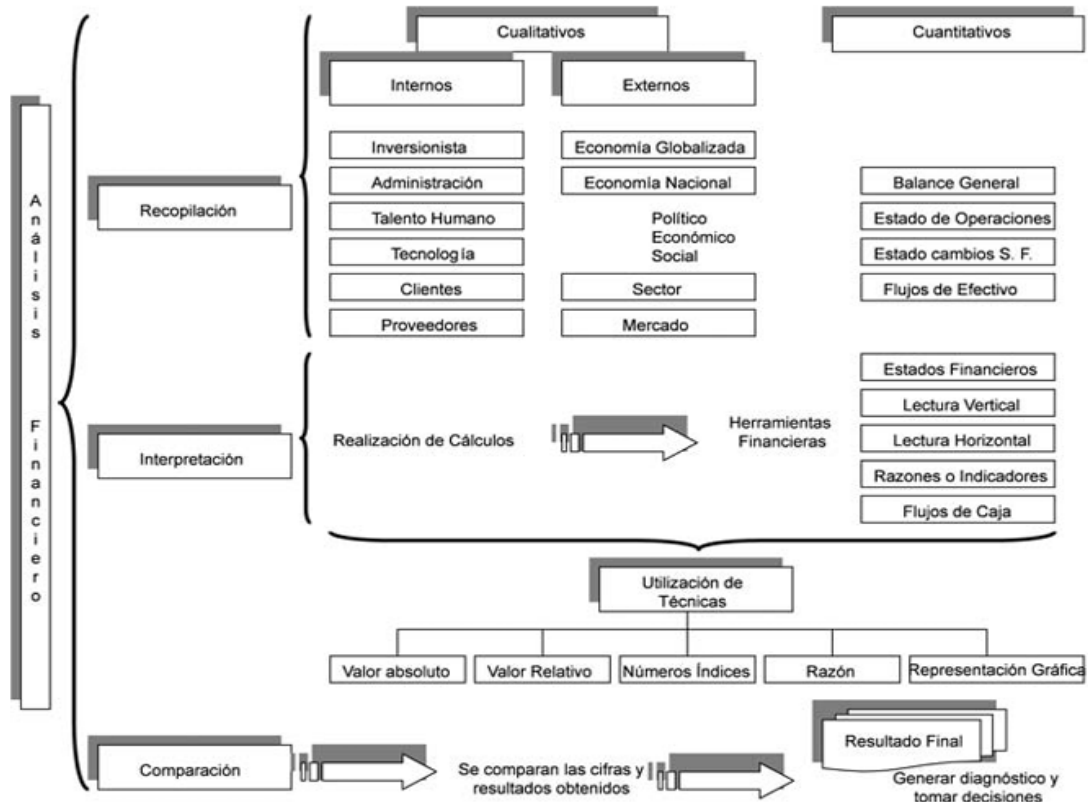 Análisis Financiero
Cualitativos
Cuantitativos
Internos
Externos
Recopilación
Inversionista
Administración
Talento Humano
Tecnología
Clientes
Proveedores
Economía Globalizada
Economía Nacional
Político
Económico
Social
Sector
Mercado
Balance General
Estado de Operaciones
Estado cambios S. F.
Flujos de Efectivo
Interpretación
Realización de Cálculos
Herramientas
Financieras
Estados Financieros
Lectura Vertical
Lectura Horizontal
Razones o Indicadores
Flujos de Caja
Utilización de
Técnicas
Valor absoluto
Valor Relativo
Números Índices
Razón
Representación Gráfica
Comparación
Se comparan las cifras y
resultados obtenidos
Resultado Final
Generar diagnóstico y
tomar decisiones